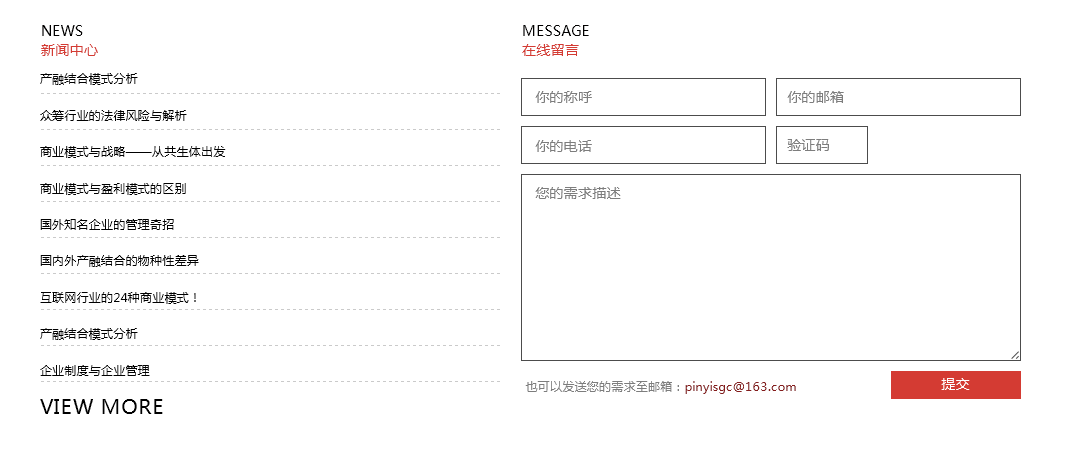 NEWS
新闻中心
产融结合模式分析
众筹行业的法律风险与解析
商业模式与战略——从共生体出发
商业模式与盈利模式的区别
国外知名企业的管理奇招
国内外产融结合的物种性差异
互联网行业的24种商业模式！
产融结合模式分析
企业制度与企业管理
VIEW MORE
MESSAGE
在线留言
你的称呼
你的邮箱
你的电话
验证码
您的需求描述
也可以发送您的需求至邮箱：pinyisgc@163.com
提交